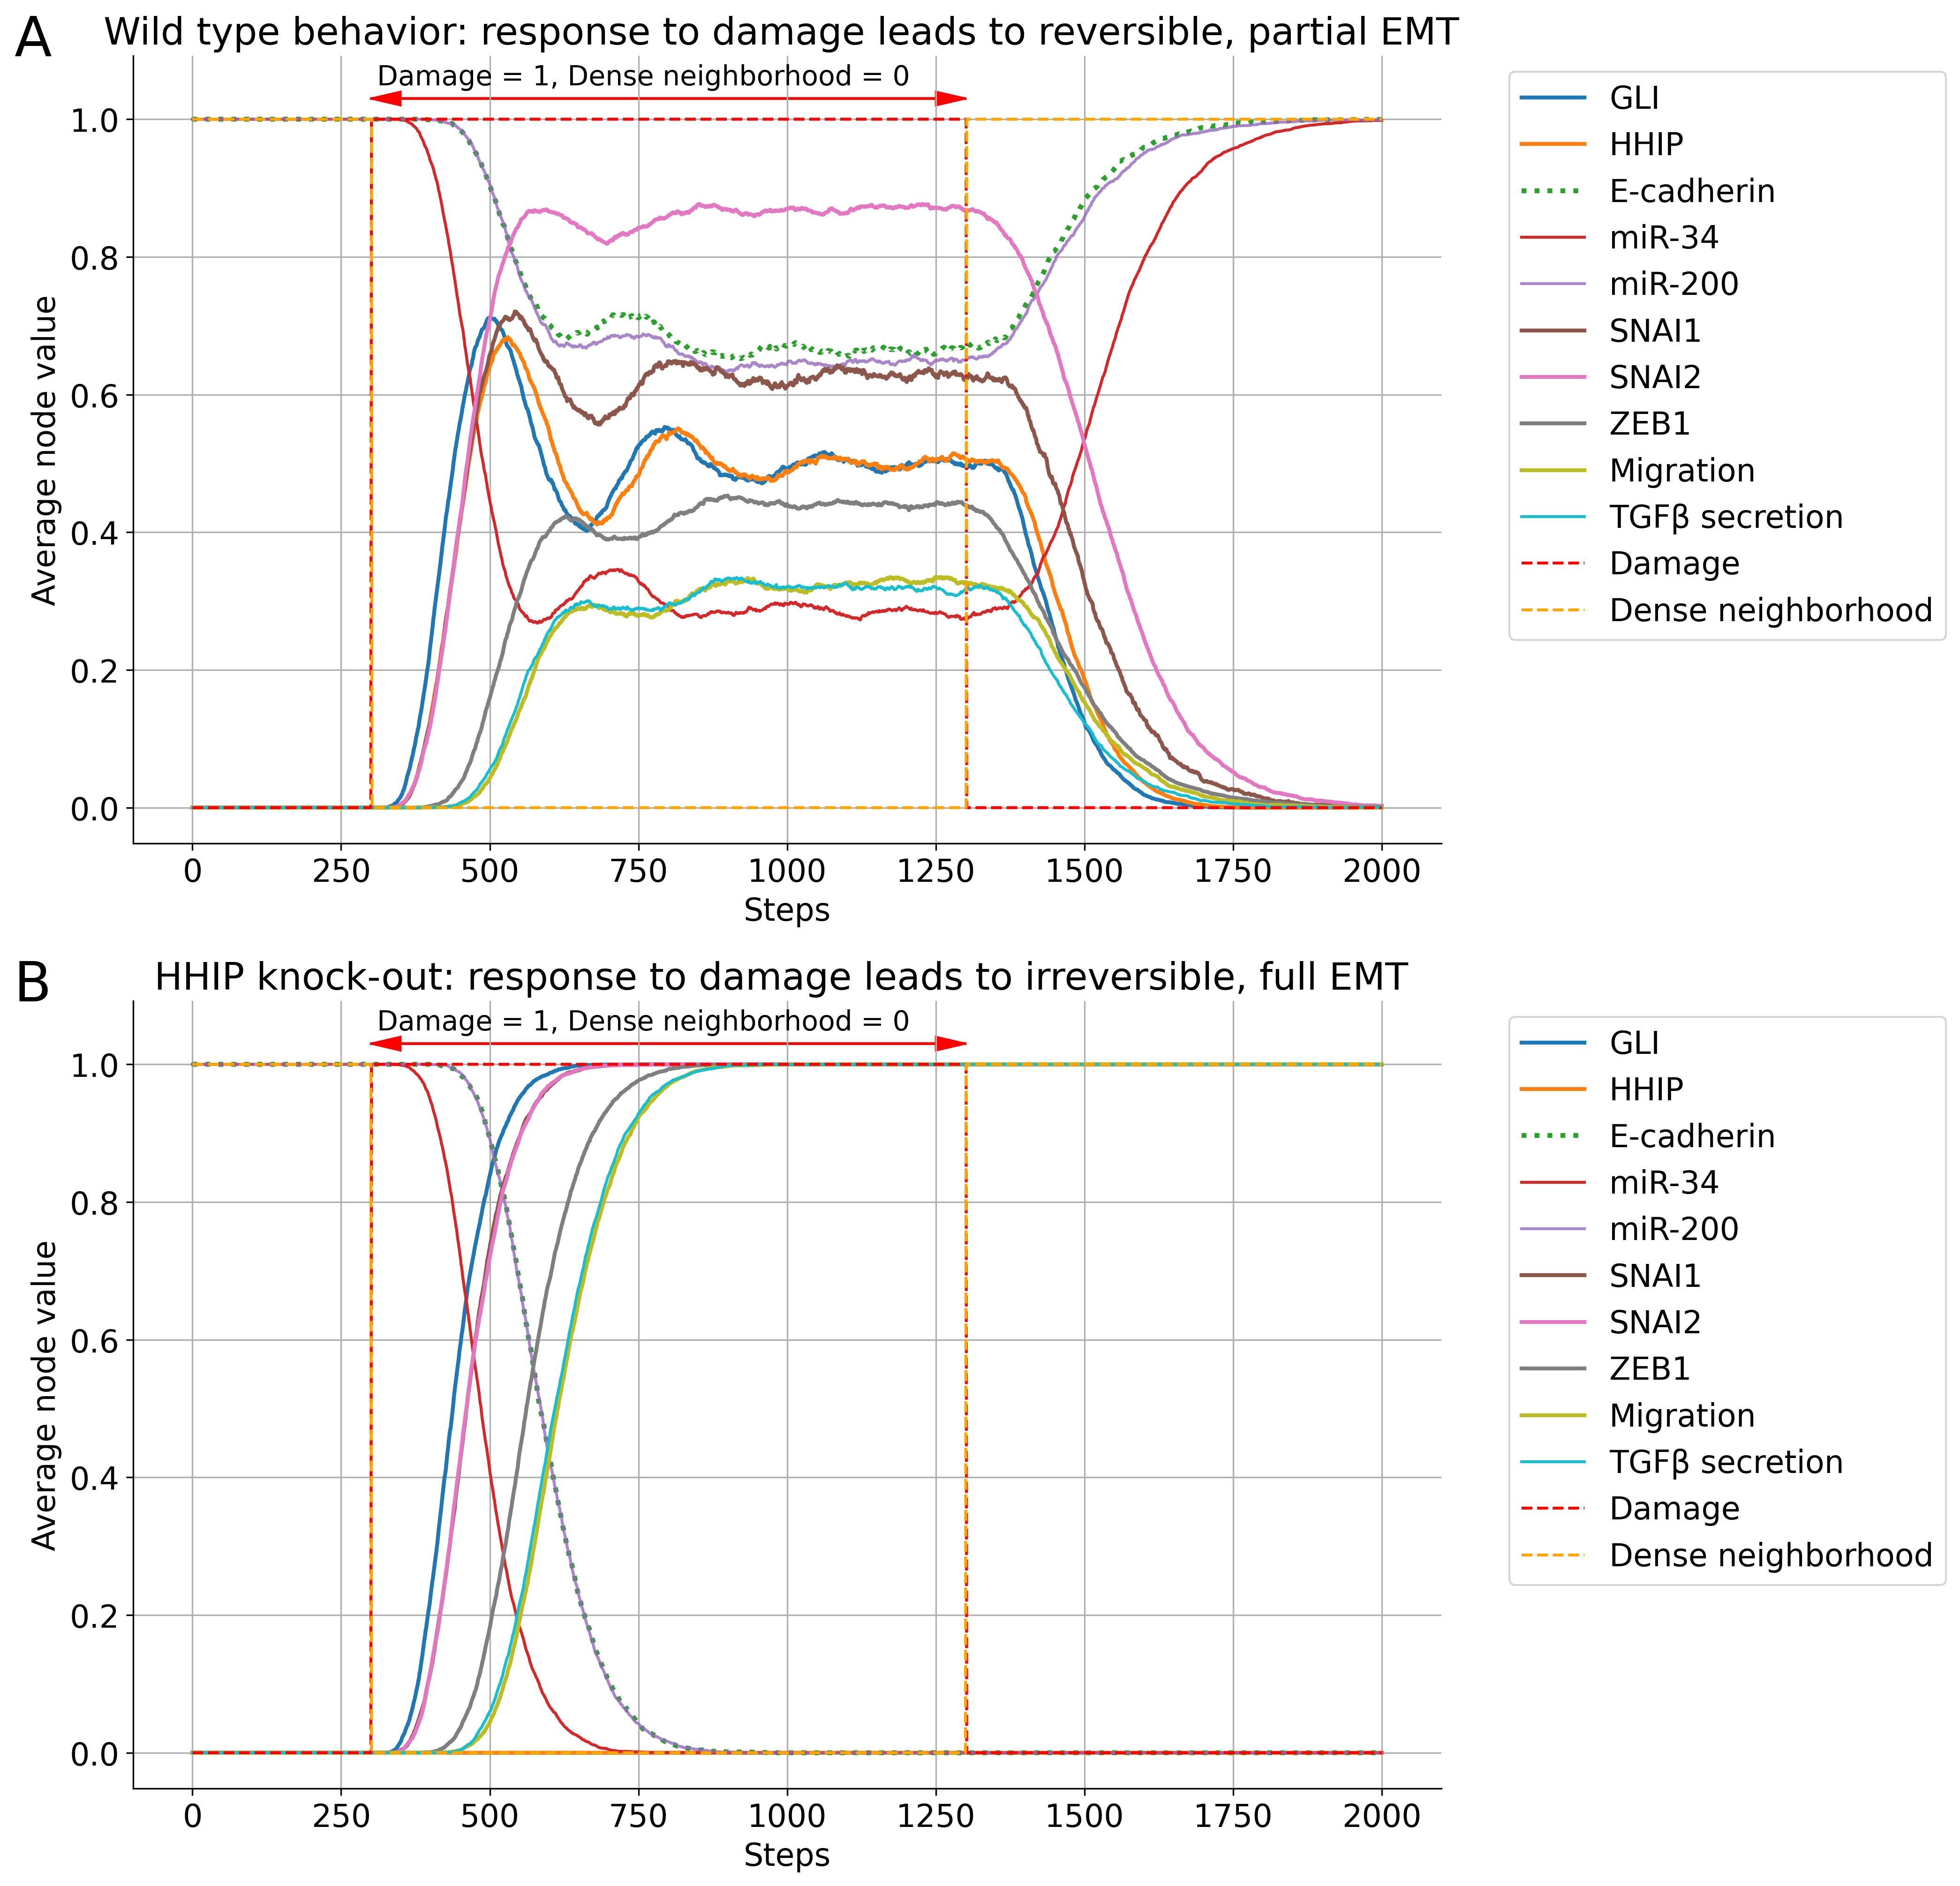 A
Wild type behavior: response to damage leads to reversible, partial EMT
Damage = 1, Dense neighborhood = 0
1.0
0.8
0.6
0.4
0.2
0.0
Average node value
0 250 500 750 1000 1250 1500 1750 2000
Steps
GLI
HHIP
E-cadherin
miR-34
miR-200
SNAI1
SNAI2
ZEB1
Migration
TGFβ secretion
Damage
Dense neighborhood
B
HHIP knock-out: response to damage leads to irreversible, full EMT
Damage = 1, Dense neighborhood = 0
1.0
0.8
0.6
0.4
0.2
0.0
Average node value
0 250 500 750 1000 1250 1500 1750 2000
Steps
GLI
HHIP
E-cadherin
miR-34
miR-200
SNAI1
SNAI2
ZEB1
Migration
TGFβ secretion
Damage
Dense neighborhood